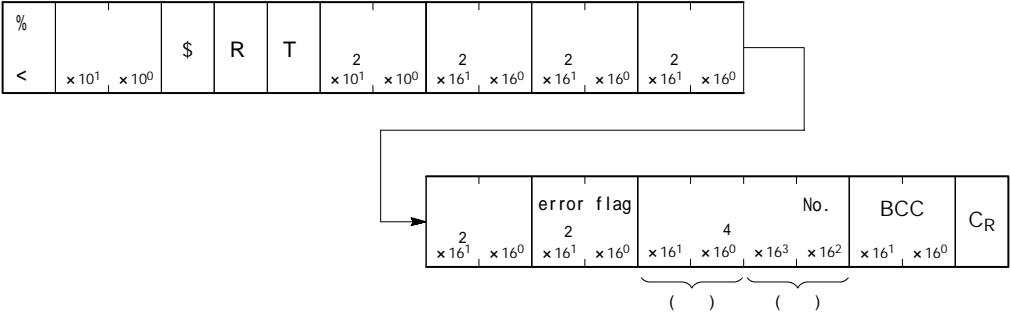 %
$ R T
2 2 2 2
< ×10¹ ×10⁰ ×10¹ ×10⁰ ×16¹ ×16⁰ ×16¹ ×16⁰ ×16¹ ×16⁰
error flag No. BCC
C_R
2 2 4
×16¹ ×16⁰ ×16¹ ×16⁰ ×16¹ ×16⁰ ×16³ ×16² ×16¹ ×16⁰
( ) ( )